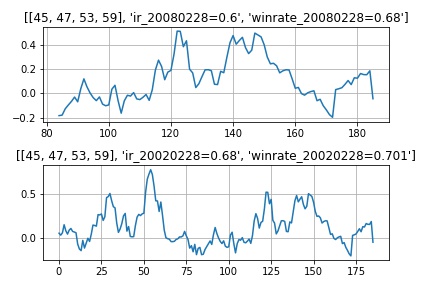 [[45, 47, 53, 59], 'ir_20080228=0.6', 'winrate_20080228=0.68']
0.4
0.2
0.0
−0.2
80 100 120 140 160 180
[[45, 47, 53, 59], 'ir_20020228=0.68', 'winrate_20020228=0.701']
0.5
0.0
0 25 50 75 100 125 150 175